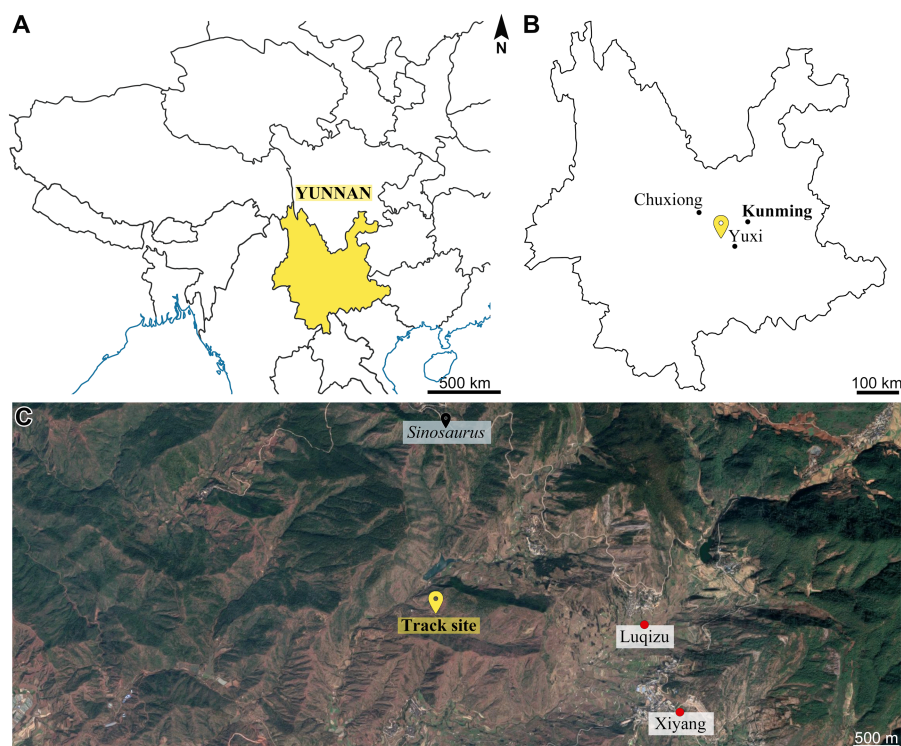 A
N
B
YUNNAN
500 km
Chuxiong
Kunming
Yuxi
100 km
C
Sinosaurus
Track site
Luqizu
Xiyang
500 m